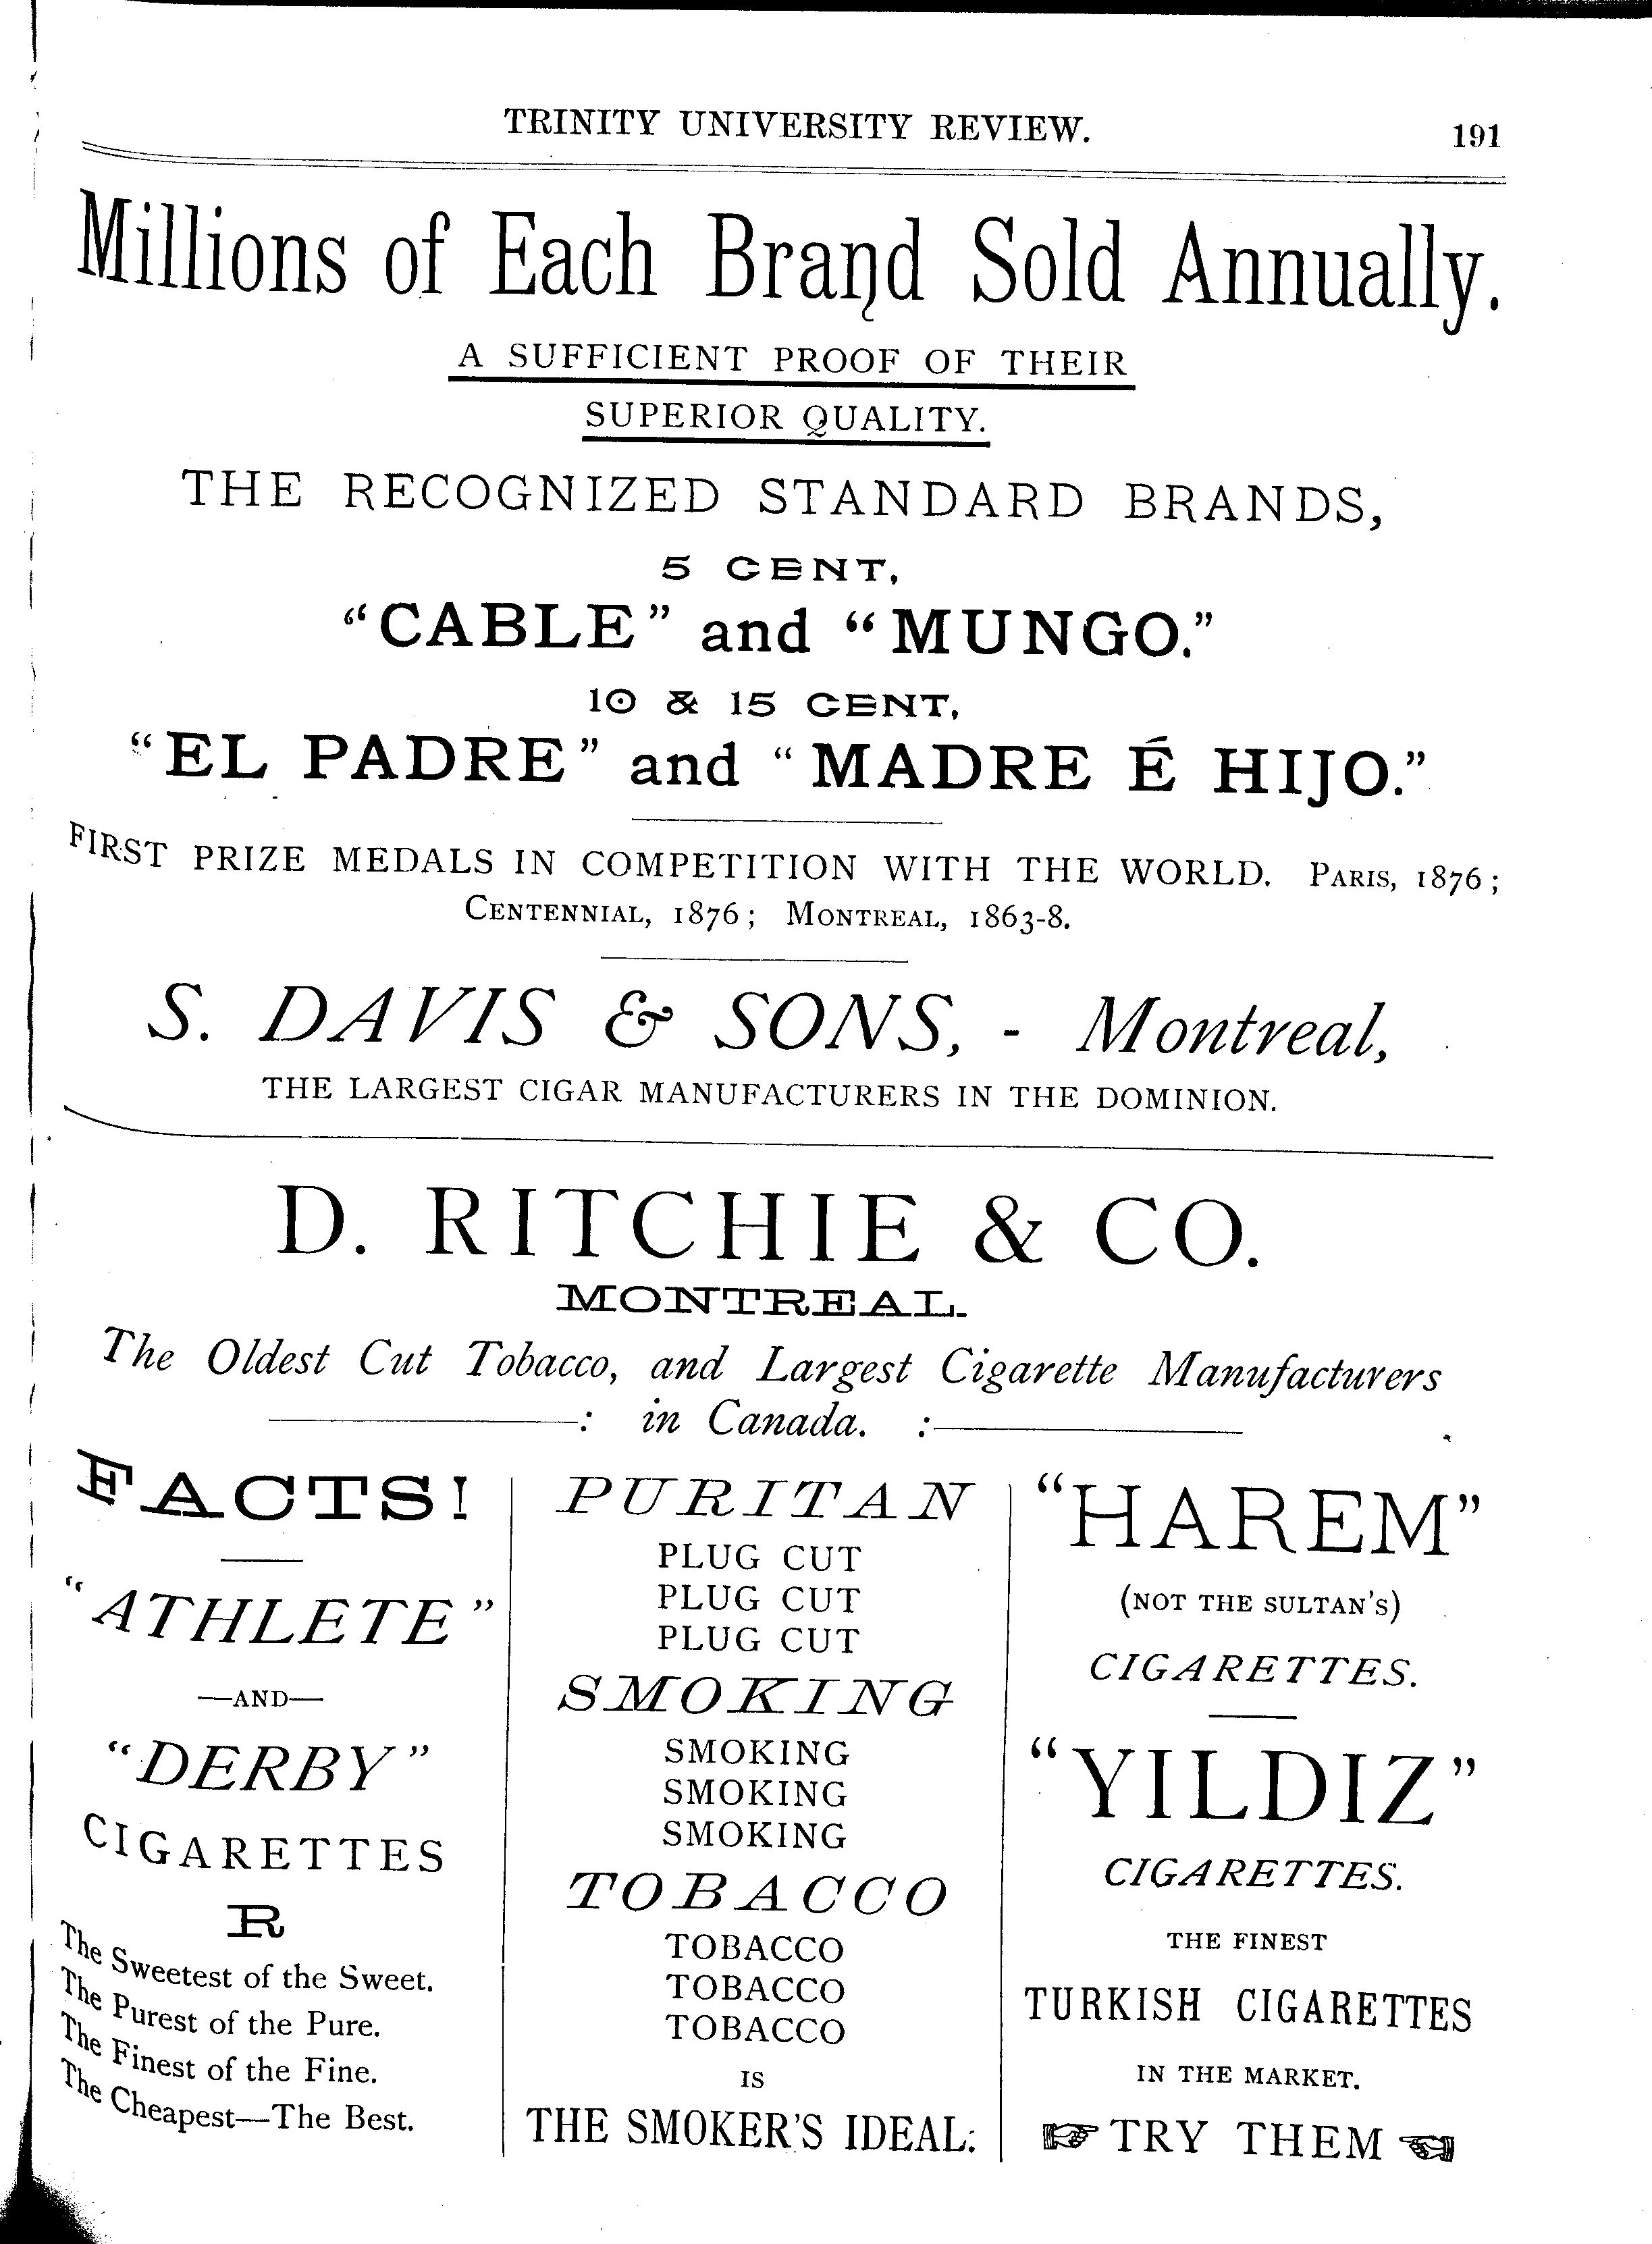 TRINITY UNIVERSITY REVIEW. 191
Millions of Each Brand Sold Annually.
A SUFFICIENT PROOF OF THEIR
SUPERIOR QUALITY.
THE RECOGNIZED STANDARD BRANDS,
5 CENT,
"CABLE" and "MUNGO."
10 & 15 CENT,
"EL PADRE" and "MADRE É HIJO."
FIRST PRIZE MEDALS IN COMPETITION WITH THE WORLD. PARIS, 1876;
CENTENNIAL, 1876; MONTREAL, 1863-8.
S. DAVIS & SONS, - Montreal,
THE LARGEST CIGAR MANUFACTURERS IN THE DOMINION.
D. RITCHIE & CO.
MONTREAL.
The Oldest Cut Tobacco, and Largest Cigarette Manufacturers
: in Canada. :
FACTS!
"ATHLETE"
—AND—
"DERBY"
CIGARETTES
R
The Sweetest of the Sweet.
The Purest of the Pure.
The Finest of the Fine.
The Cheapest—The Best.
PURITAN
PLUG CUT
PLUG CUT
PLUG CUT
SMOKING
SMOKING
SMOKING
SMOKING
TOBACCO
TOBACCO
TOBACCO
TOBACCO
IS
THE SMOKER'S IDEAL:
"HAREM"
(NOT THE SULTAN'S)
CIGARETTES.
"YILDIZ"
CIGARETTES.
THE FINEST
TURKISH CIGARETTES
IN THE MARKET.
☞ TRY THEM ☜